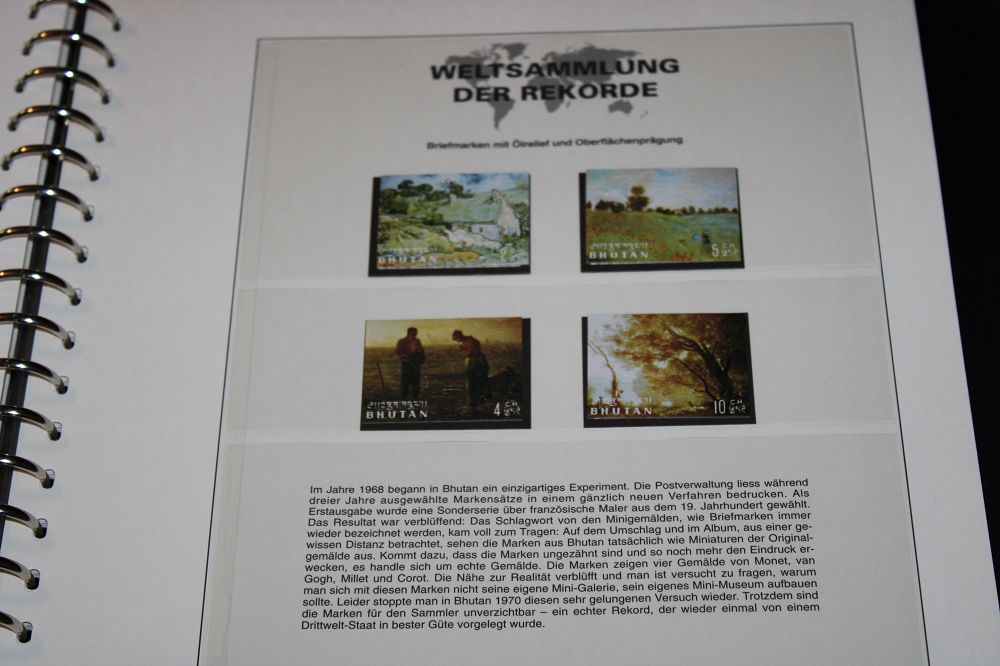 WELTSAMMLUNG
DER REKORDE
Briefmarken mit Ölrelief und Oberflächenprägung
BHUTAN
BHUTAN
5 CH
BHUTAN
4 CH
BHUTAN
10 CH
Im Jahre 1968 begann in Bhutan ein einzigartiges Experiment. Die Postverwaltung liess während
dreier Jahre ausgewählte Markensätze in einem gänzlich neuen Verfahren bedrucken. Als
Erstausgabe wurde eine Sonderserie über französische Maler aus dem 19. Jahrhundert gewählt.
Das Resultat war verblüffend: Das Schlagwort von den Minigemälden, wie Briefmarken immer
wieder bezeichnet werden, kam voll zum Tragen: Auf dem Umschlag und im Album, aus einer ge-
wissen Distanz betrachtet, sehen die Marken aus Bhutan tatsächlich wie Miniaturen der Original-
gemälde aus. Kommt dazu, dass die Marken ungezähnt sind und so noch mehr den Eindruck er-
wecken, es handle sich um echte Gemälde. Die Marken zeigen vier Gemälde von Monet, van
Gogh, Millet und Corot. Die Nähe zur Realität verblüfft und man ist versucht zu fragen, warum
man sich mit diesen Marken nicht seine eigene Mini-Galerie, sein eigenes Mini-Museum aufbauen
sollte. Leider stoppte man in Bhutan 1970 diesen sehr gelungenen Versuch wieder. Trotzdem sind
die Marken für den Sammler unverzichtbar – ein echter Rekord, der wieder einmal von einem
Drittwelt-Staat in bester Güte vorgelegt wurde.